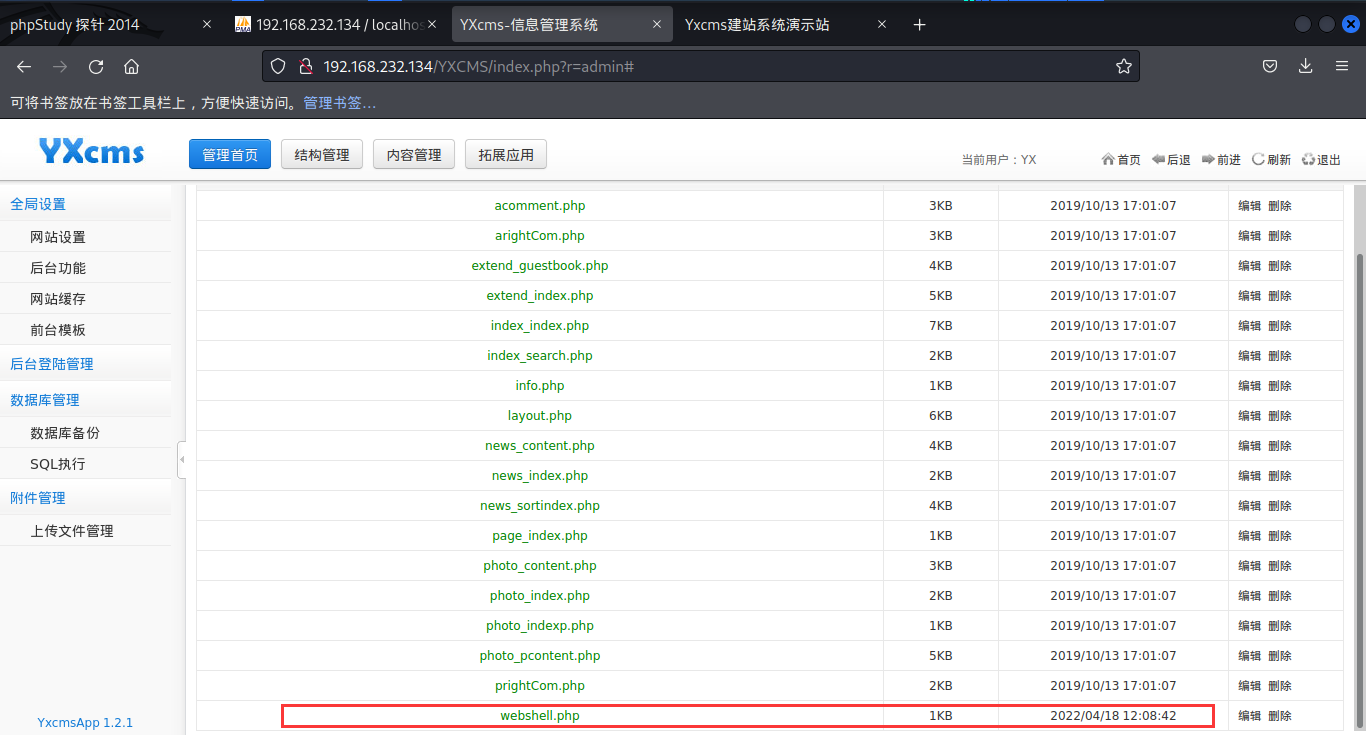 phpStudy 探针 2014
192.168.232.134 / localhos
YXcms-信息管理系统
Yxcms建站系统演示站
192.168.232.134/YXCMS/index.php?r=admin#
可将书签放在书签工具栏上，方便快速访问。管理书签…
YXcms
管理首页 结构管理 内容管理 拓展应用
当前用户：YX
首页 后退 前进 刷新 退出
全局设置
网站设置
后台功能
网站缓存
前台模板
后台登陆管理
数据库管理
数据库备份
SQL执行
附件管理
上传文件管理
YxcmsApp 1.2.1
acomment.php 3KB 2019/10/13 17:01:07 编辑 删除
arightCom.php 3KB 2019/10/13 17:01:07 编辑 删除
extend_guestbook.php 4KB 2019/10/13 17:01:07 编辑 删除
extend_index.php 5KB 2019/10/13 17:01:07 编辑 删除
index_index.php 7KB 2019/10/13 17:01:07 编辑 删除
index_search.php 2KB 2019/10/13 17:01:07 编辑 删除
info.php 1KB 2019/10/13 17:01:07 编辑 删除
layout.php 6KB 2019/10/13 17:01:07 编辑 删除
news_content.php 4KB 2019/10/13 17:01:07 编辑 删除
news_index.php 2KB 2019/10/13 17:01:07 编辑 删除
news_sortindex.php 4KB 2019/10/13 17:01:07 编辑 删除
page_index.php 1KB 2019/10/13 17:01:07 编辑 删除
photo_content.php 3KB 2019/10/13 17:01:07 编辑 删除
photo_index.php 2KB 2019/10/13 17:01:07 编辑 删除
photo_indexp.php 1KB 2019/10/13 17:01:07 编辑 删除
photo_pcontent.php 5KB 2019/10/13 17:01:07 编辑 删除
prightCom.php 2KB 2019/10/13 17:01:07 编辑 删除
webshell.php 1KB 2022/04/18 12:08:42 编辑 删除